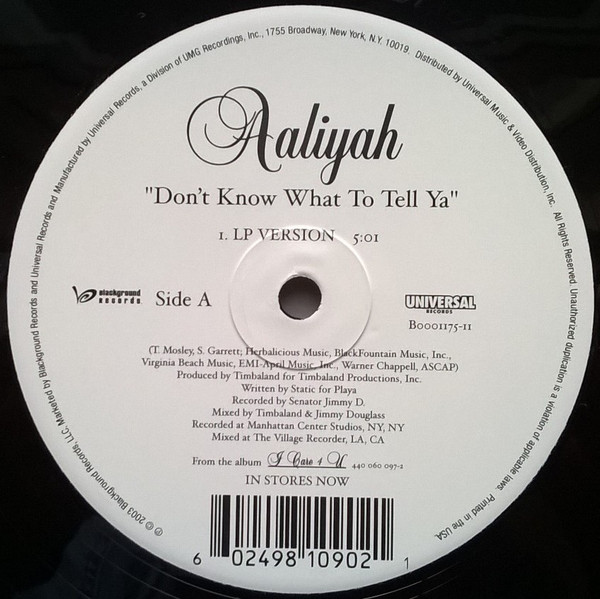 Aaliyah
"Don't Know What To Tell Ya"
1. LP VERSION 5:01
Blackground Records
Side A
UNIVERSAL RECORDS
B0001175-11
(T. Mosley, S. Garrett; Herbalicious Music, BlackFountain Music, Inc.,
Virginia Beach Music, EMI-April Music, Inc., Warner Chappell, ASCAP)
Produced by Timbaland for Timbaland Productions, Inc.
Written by Static for Playa
Recorded by Senator Jimmy D.
Mixed by Timbaland & Jimmy Douglass
Recorded at Manhattan Center Studios, NY, NY
Mixed at The Village Recorder, LA, CA
From the album I Care 4 U 440 060 097-2
IN STORES NOW
6 02498 10902 1
℗ © 2003 Blackground Records, LLC. Marketed by Blackground Records and Universal Records and Manufactured by Universal Records, a Division of UMG Recordings, Inc., 1755 Broadway, New York, N.Y. 10019. Distributed by Universal Music & Video Distribution, Inc. All Rights Reserved. Unauthorized duplication is a violation of applicable laws. Printed in the USA.